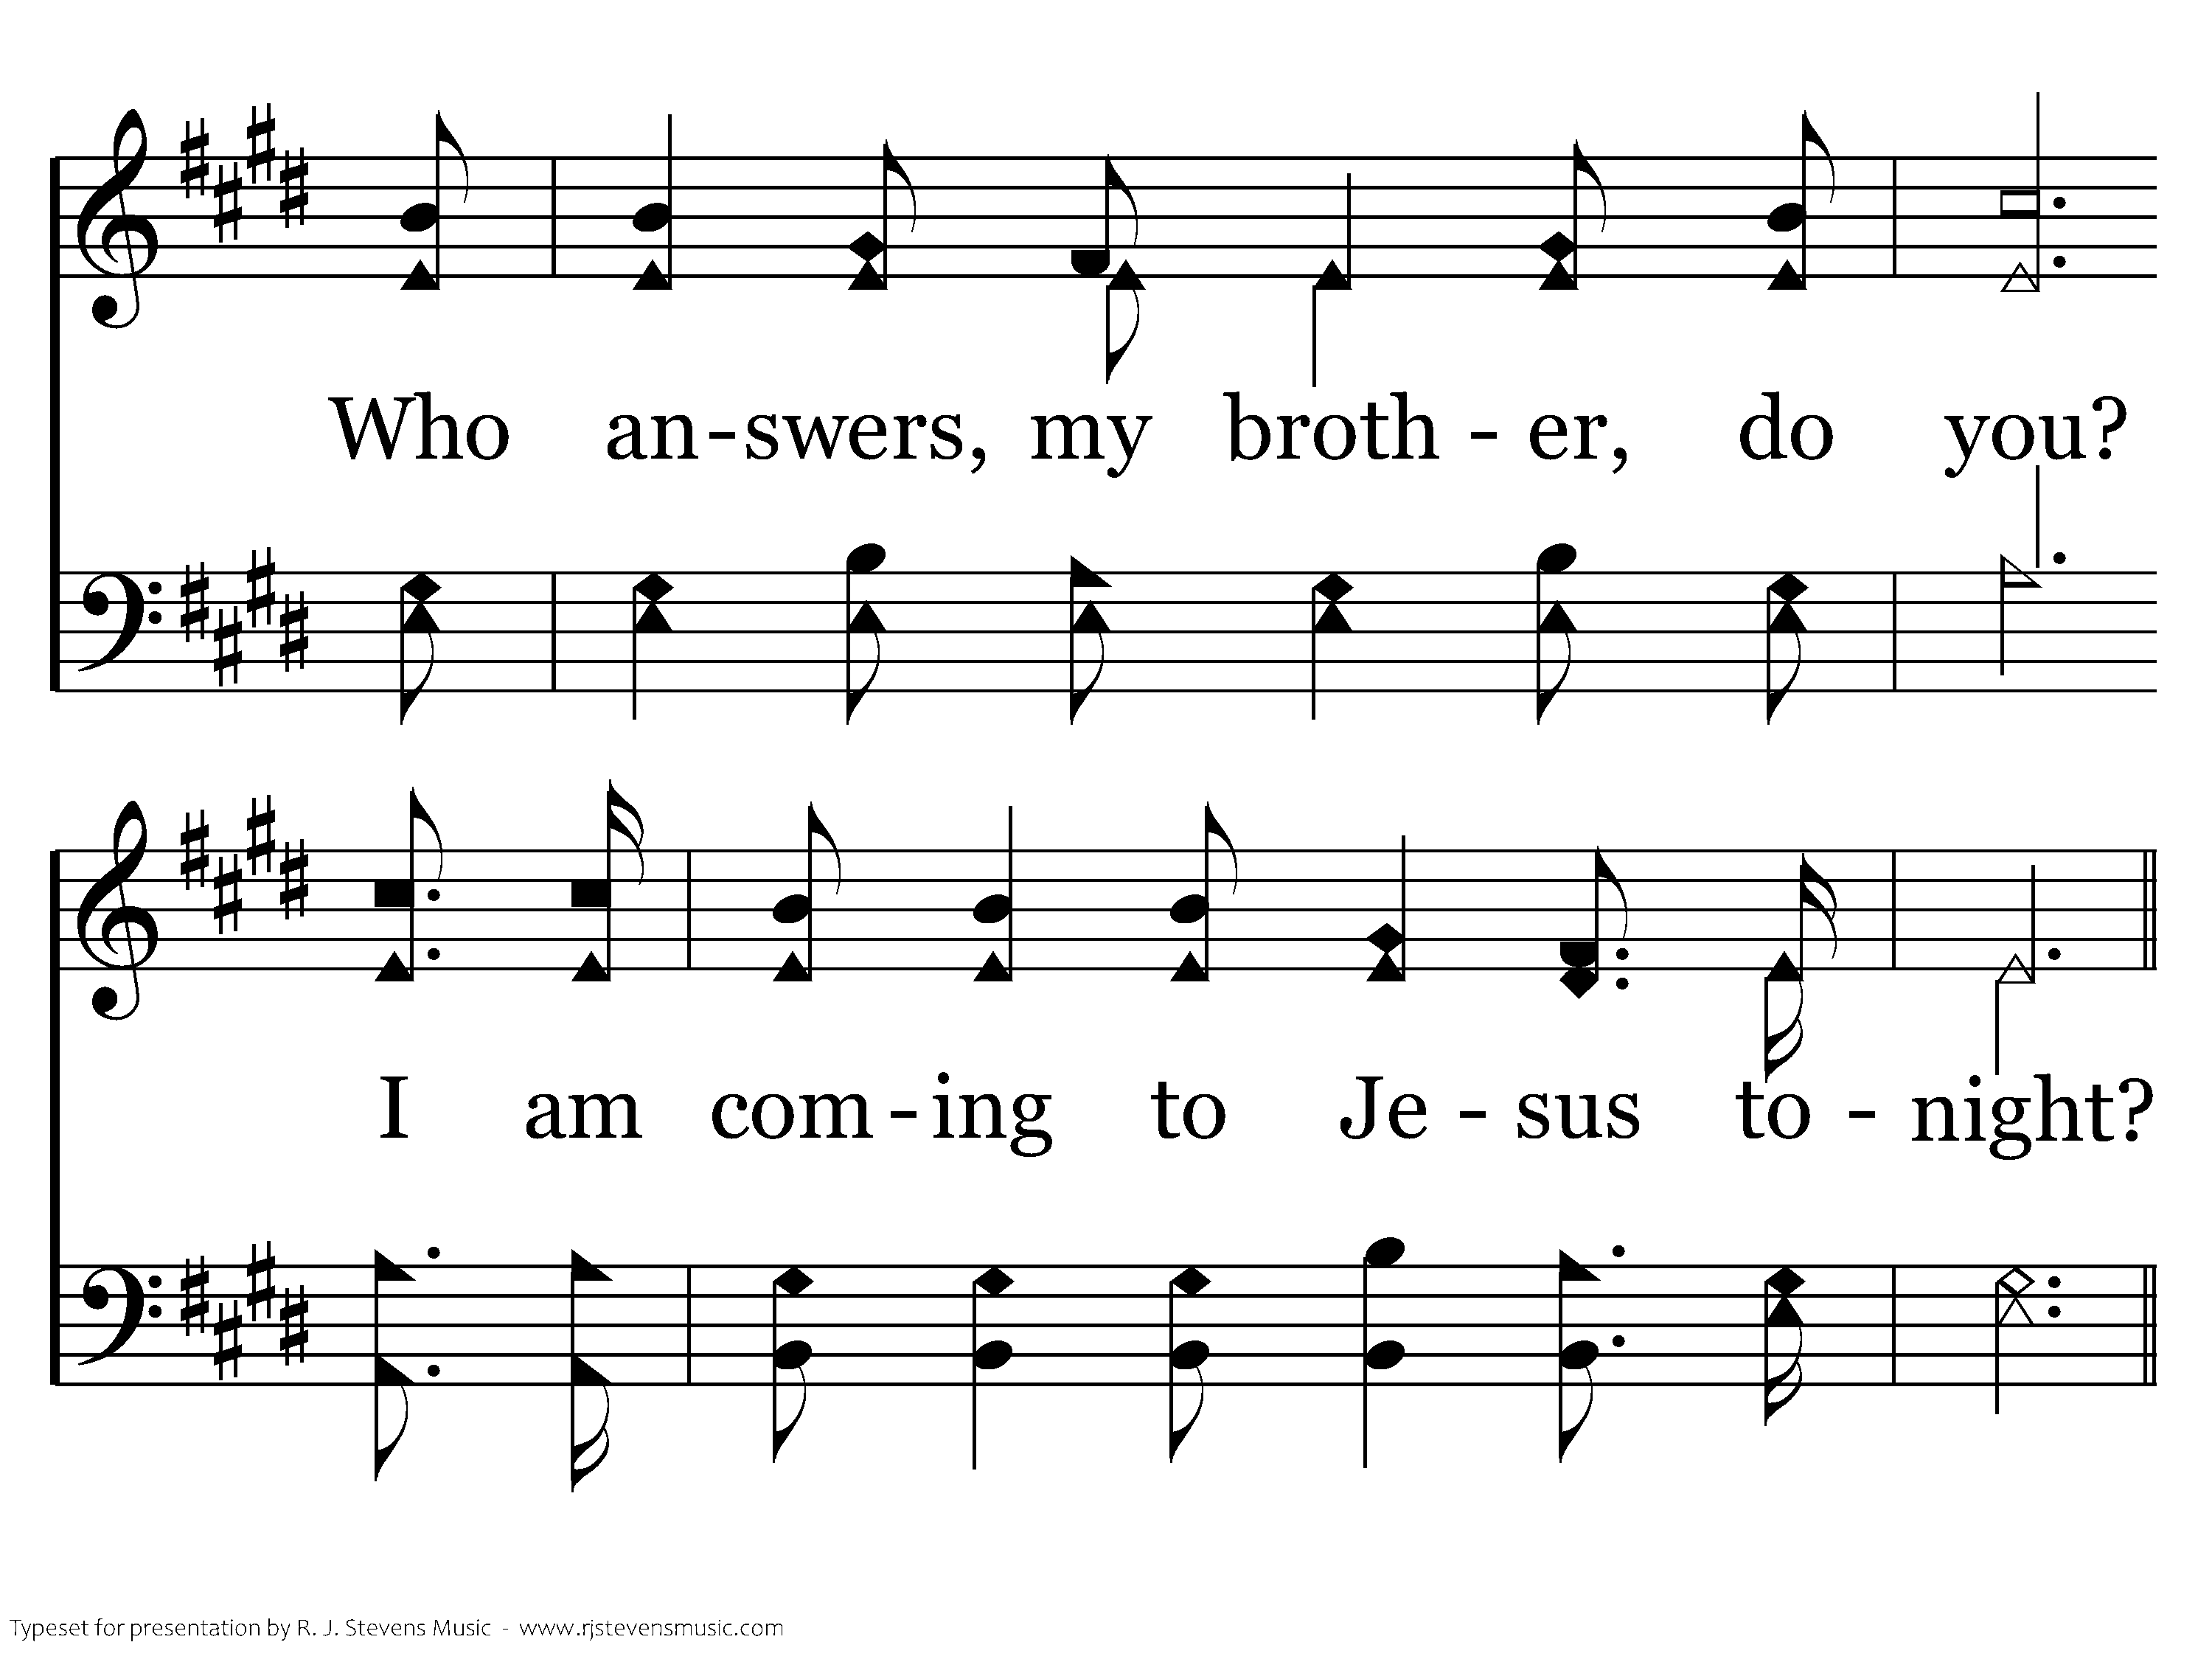 Who an-swers, my broth - er, do you?
I am com-ing to Je - sus to - night?
Typeset for presentation by R. J. Stevens Music - www.rjstevensmusic.com